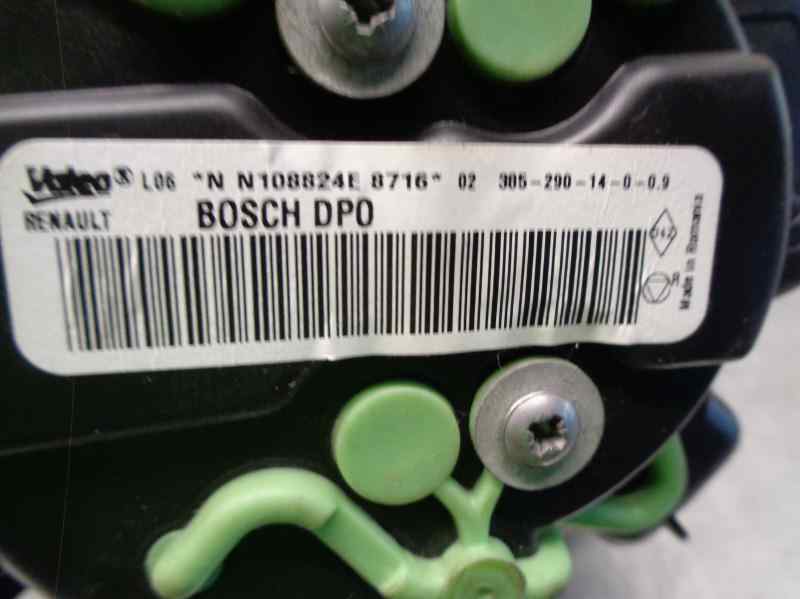 Valeo® L06 *N N108824E 8716* 02 305-290-14-0-0.9
RENAULT BOSCH DPO
Made in Romania
R